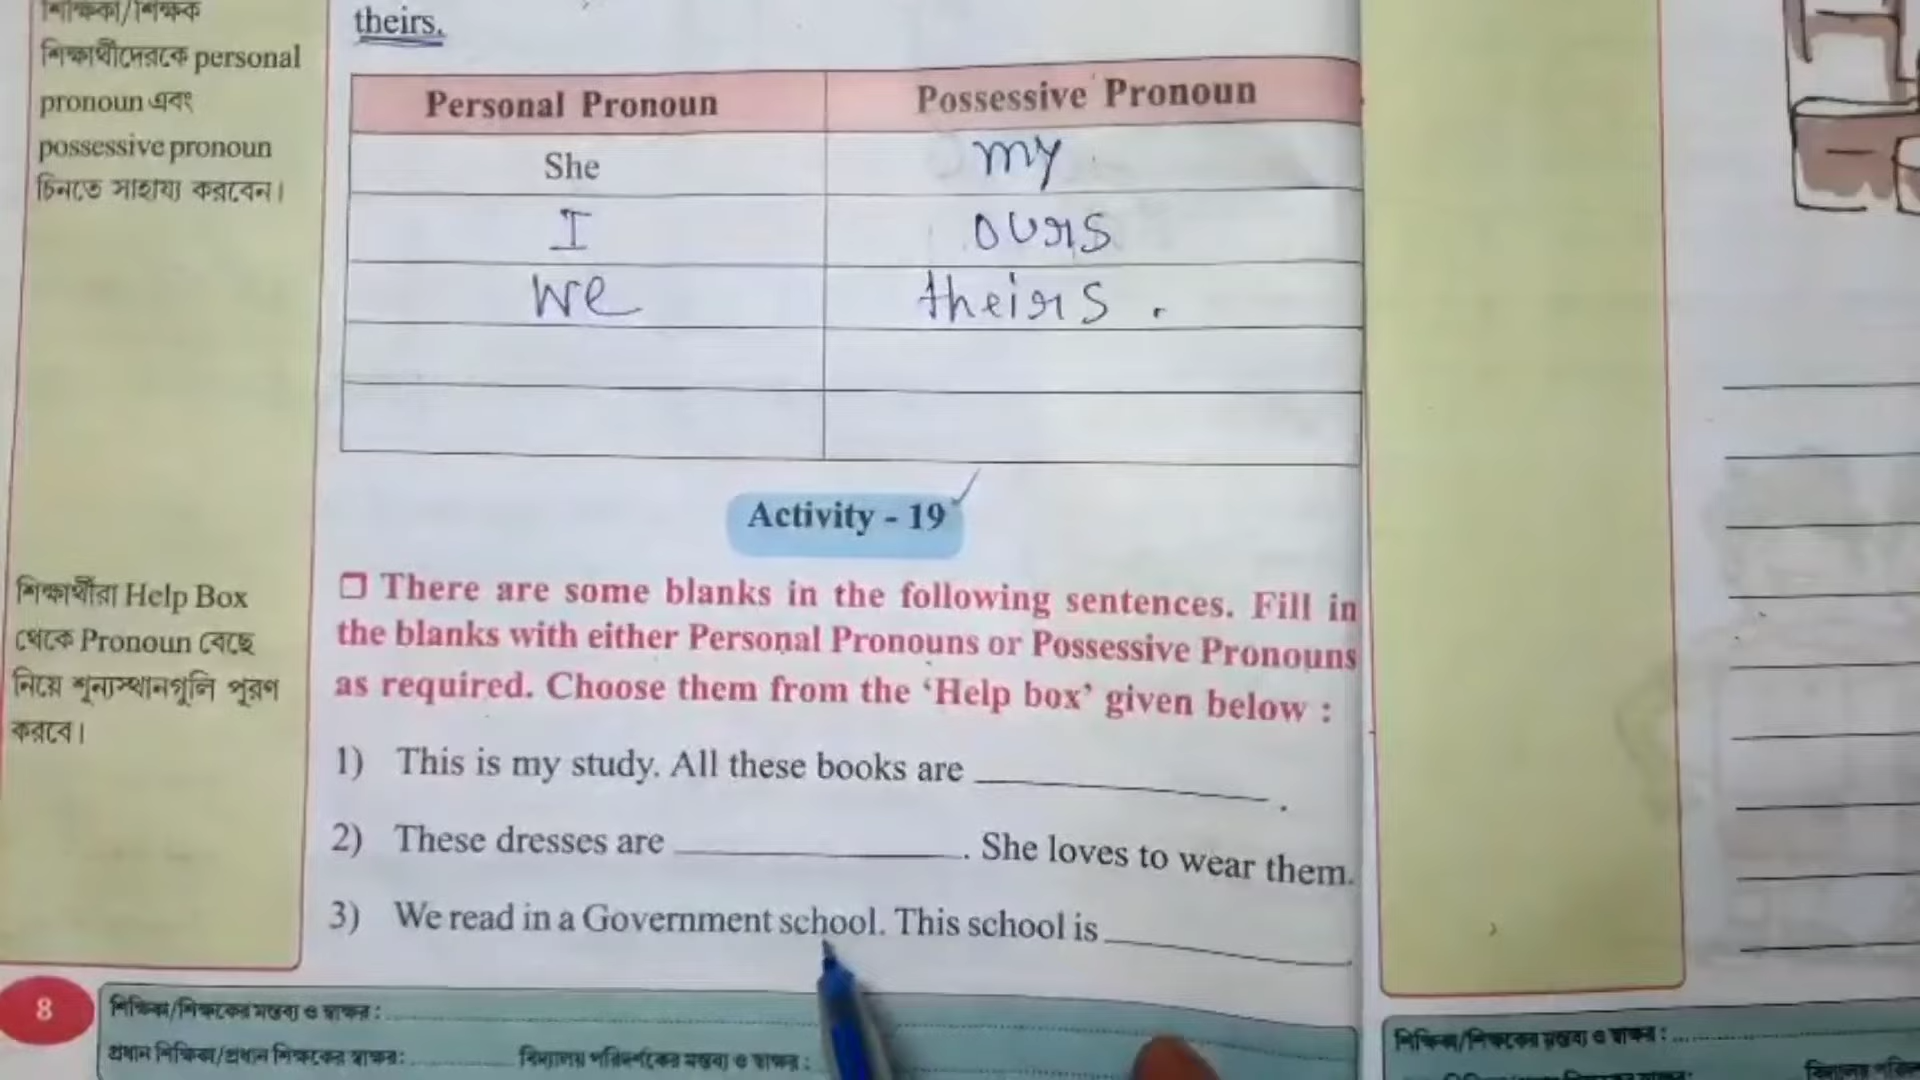 শিক্ষিকা/শিক্ষক
শিক্ষার্থীদেরকে personal
pronoun এবং
possessive pronoun
চিনতে সাহায্য করবেন।
theirs.
Personal Pronoun Possessive Pronoun
She my
I ours
We theirs.
Activity - 19
শিক্ষার্থীরা Help Box
থেকে Pronoun বেছে
নিয়ে শূন্যস্থানগুলি পূরণ
করবে।
❒ There are some blanks in the following sentences. Fill in
the blanks with either Personal Pronouns or Possessive Pronouns
as required. Choose them from the ‘Help box’ given below :
1) This is my study. All these books are ____________ .
2) These dresses are ____________ . She loves to wear them.
3) We read in a Government school. This school is ____________
8
শিক্ষিকা/শিক্ষকের মন্তব্য ও স্বাক্ষর :
প্রধান শিক্ষিকা/প্রধান শিক্ষকের স্বাক্ষর: বিদ্যালয় পরিদর্শকের মন্তব্য ও স্বাক্ষর :
শিক্ষিকা/শিক্ষকের মন্তব্য ও স্বাক্ষর :